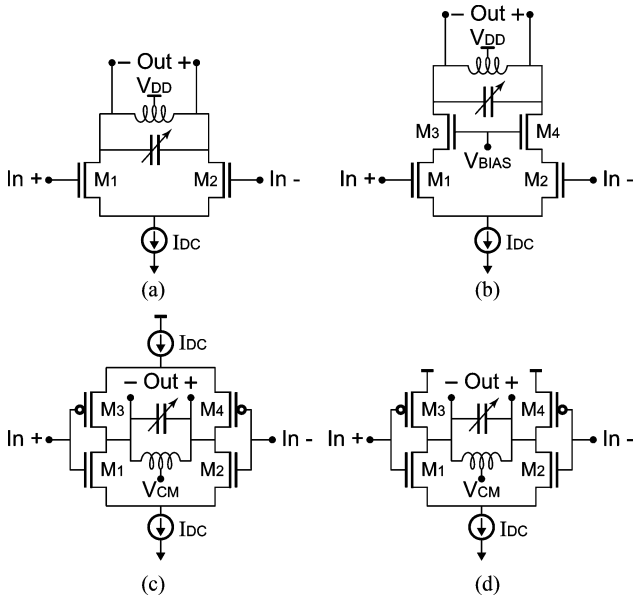 − Out +
VDD
In +
M1
M2
In -
IDC
(a)
− Out +
VDD
M3
M4
VBIAS
In +
M1
M2
In -
IDC
(b)
IDC
− Out +
M3
M4
In +
In -
M1
M2
VCM
IDC
(c)
− Out +
M3
M4
In +
In -
M1
M2
VCM
IDC
(d)